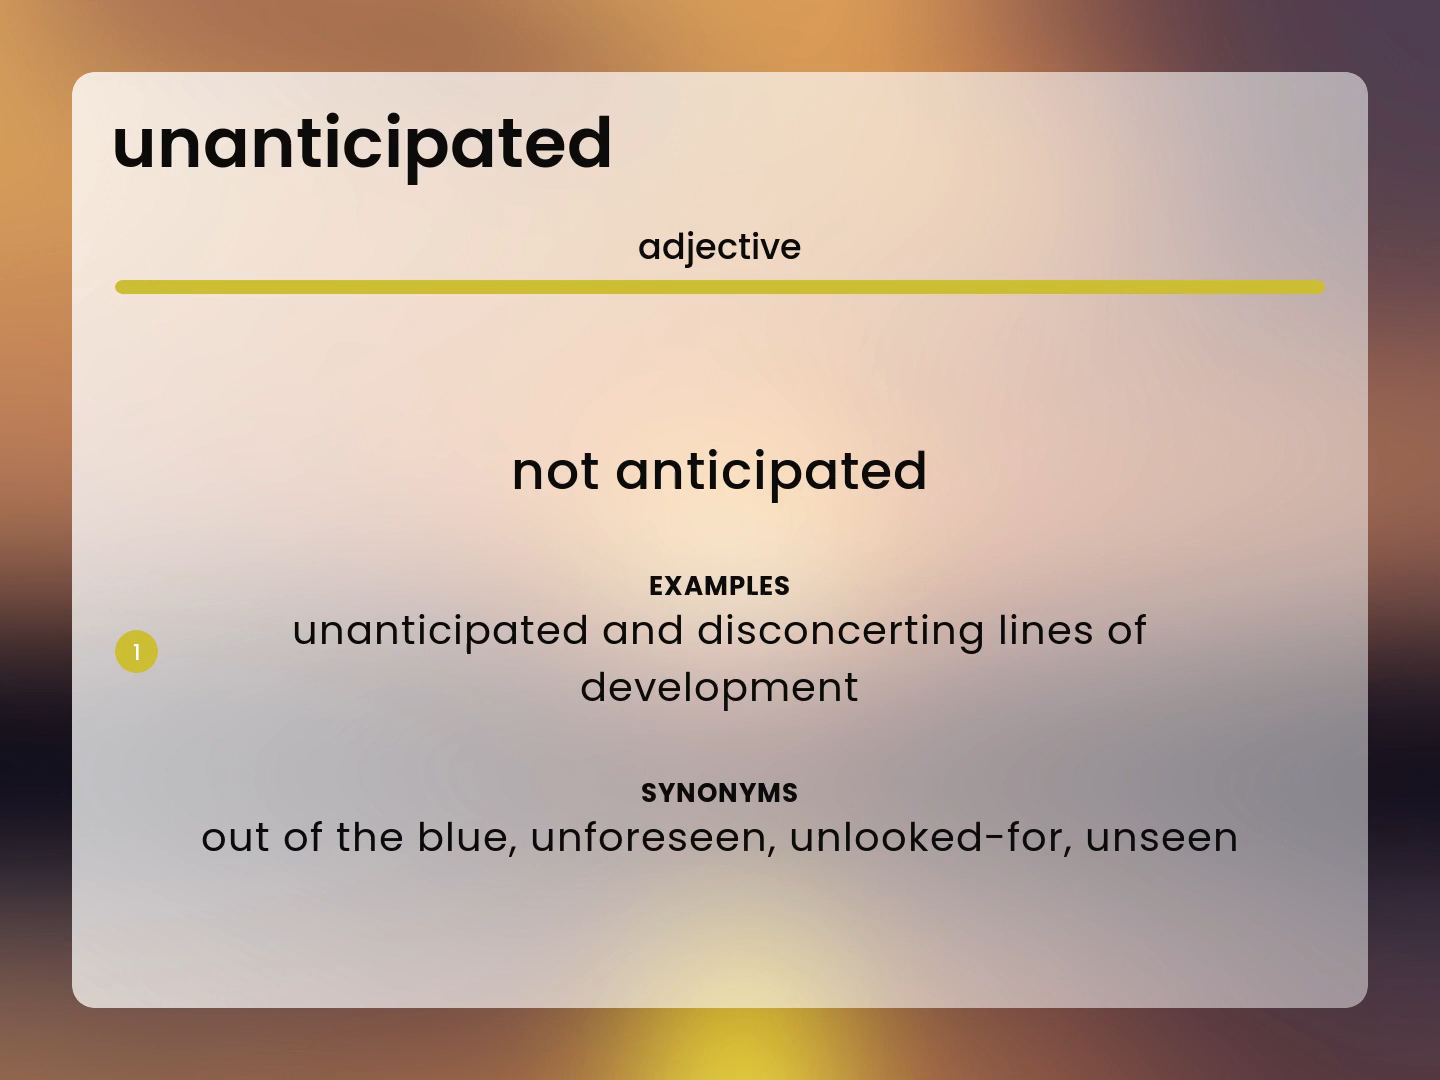 unanticipated
adjective
not anticipated
EXAMPLES
1
unanticipated and disconcerting lines of
development
SYNONYMS
out of the blue, unforeseen, unlooked-for, unseen